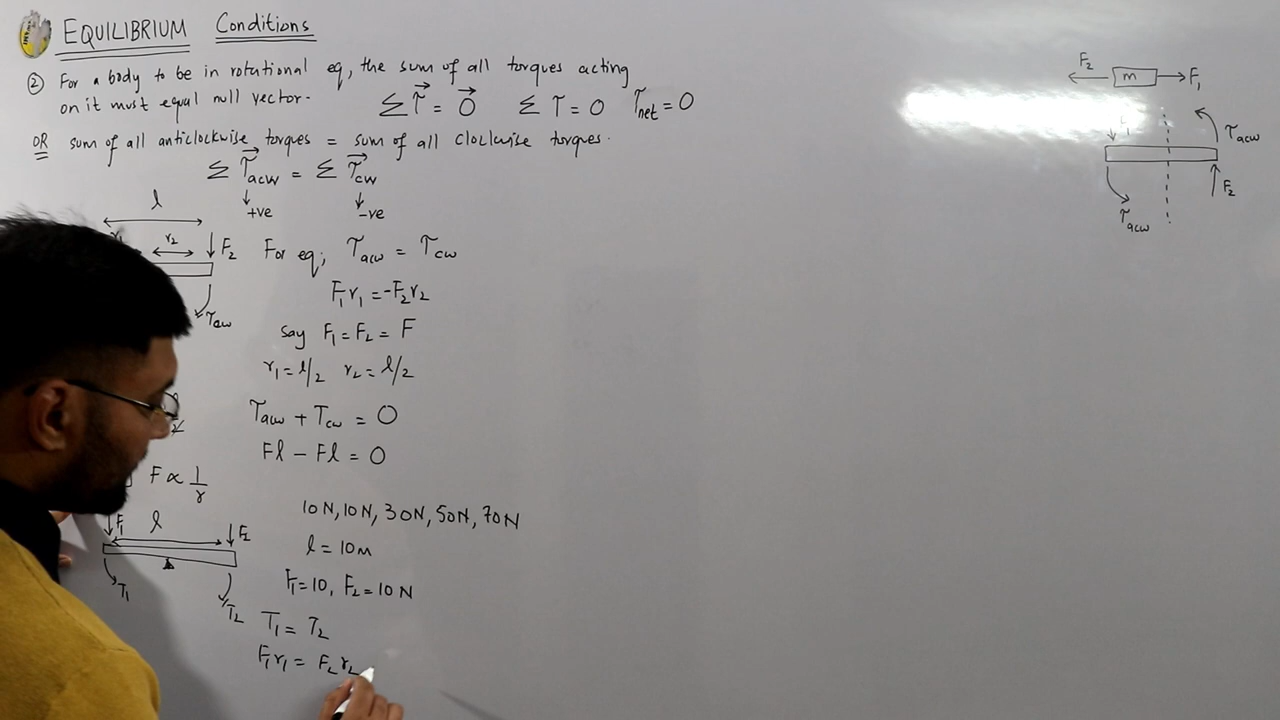 EQUILIBRIUM Conditions
② For a body to be in rotational eq, the sum of all torques acting
on it must equal null vector. Σ τ⃗ = 0⃗ Σ τ = 0 τnet = 0
OR sum of all anticlockwise torques = sum of all Clockwise torques.
Σ τ⃗acw = Σ τ⃗cw
↓ +ve ↓ -ve
l
r₂ F₂
For eq; τacw = τcw
F₁r₁ = -F₂r₂
say F₁ = F₂ = F
r₁ = l/2 r₂ = l/2
τacw + τcw = 0
Fl - Fl = 0
F ∝ 1/r
10N, 10N, 30N, 50N, 70N
F₁ l F₂
l = 10m
F₁ = 10, F₂ = 10N
τ₁ τ₂
τ₁ = τ₂
F₁r₁ = F₂r₂
F₂ m F₁
τacw
F₂
τacw